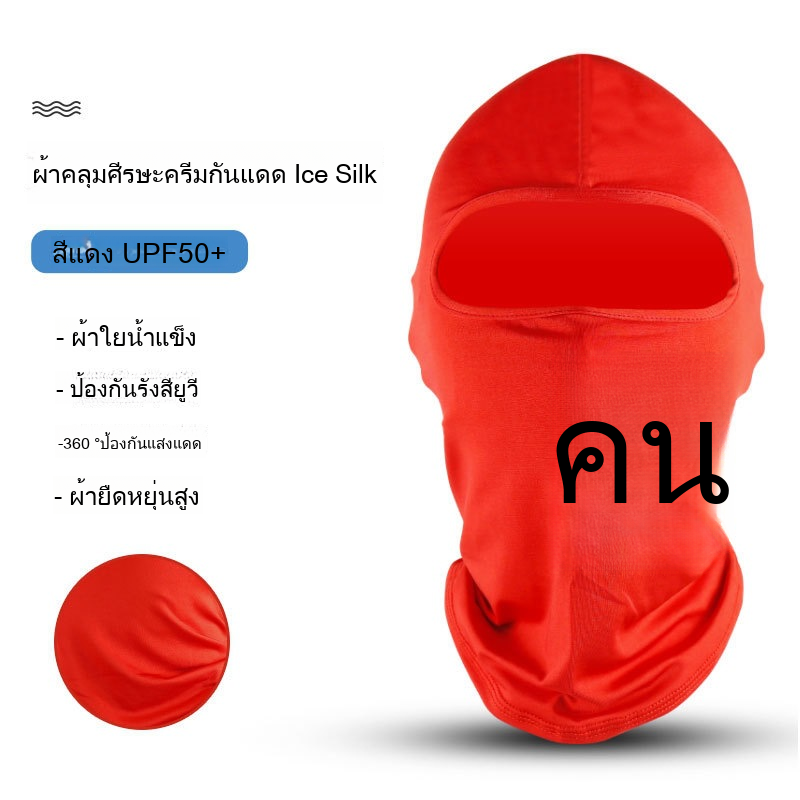 ผ้าคลุมศีรษะครีมกันแดด Ice Silk
สีแดง UPF50+
- ผ้าใยน้ำแข็ง
- ป้องกันรังสียูวี
-360 °ป้องกันแสงแดด
- ผ้ายืดหยุ่นสูง
คน